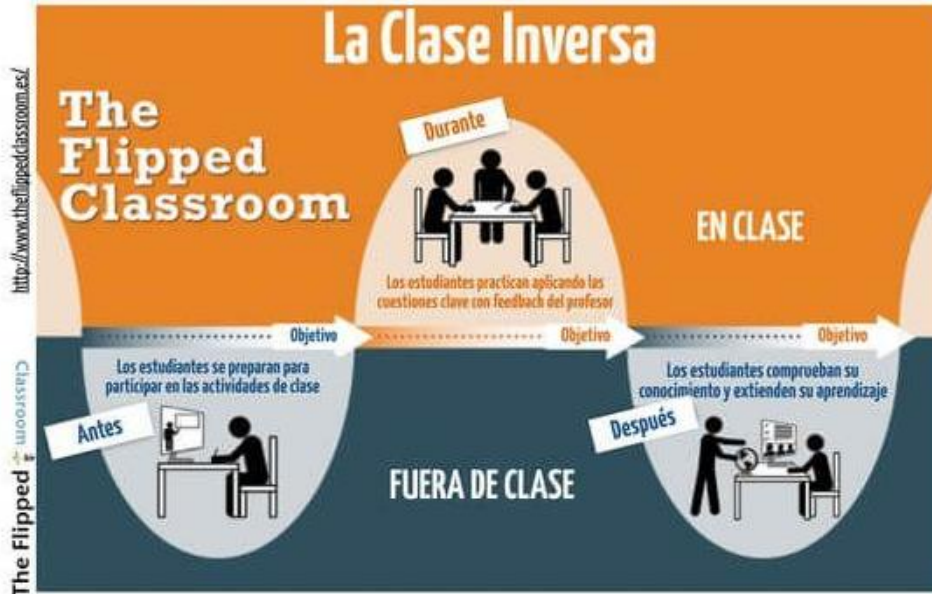 La Clase Inversa
The
Flipped
Classroom
Durante
Los estudiantes practican aplicando las
cuestiones clave con feedback del profesor
EN CLASE
Objetivo
Objetivo
Objetivo
Los estudiantes se preparan para
participar en las actividades de clase
Antes
FUERA DE CLASE
Los estudiantes comprueban su
conocimiento y extienden su aprendizaje
Después
http://www.theflippedclassroom.es/
The Flipped Classroom